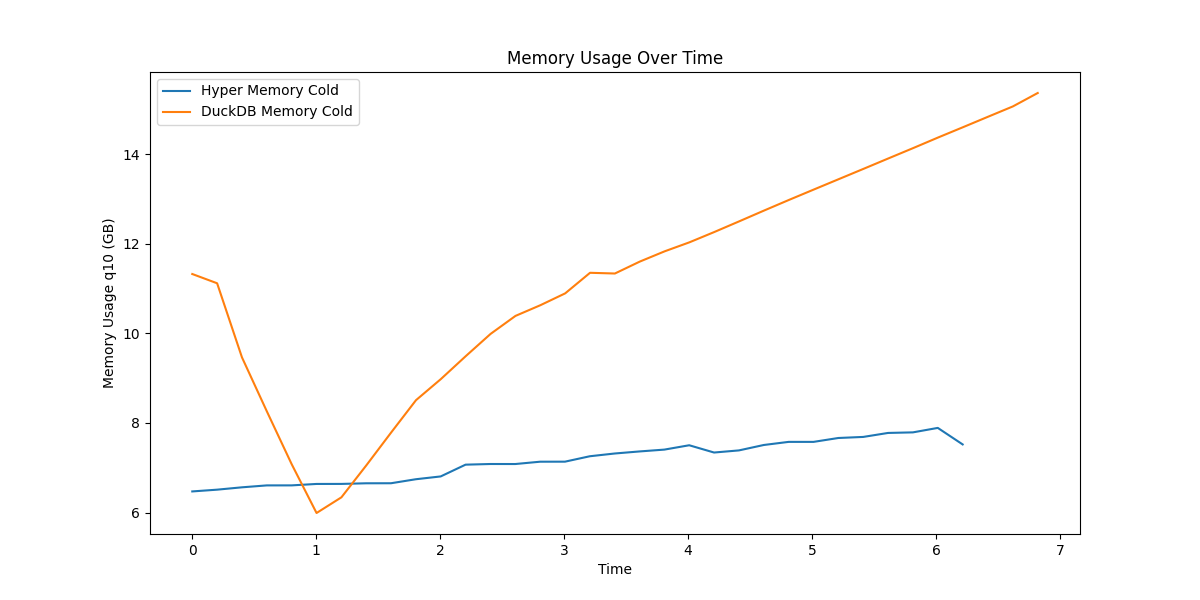 Memory Usage Over Time
Hyper Memory Cold
DuckDB Memory Cold
Memory Usage q10 (GB)
14
12
10
8
6
0 1 2 3 4 5 6 7
Time